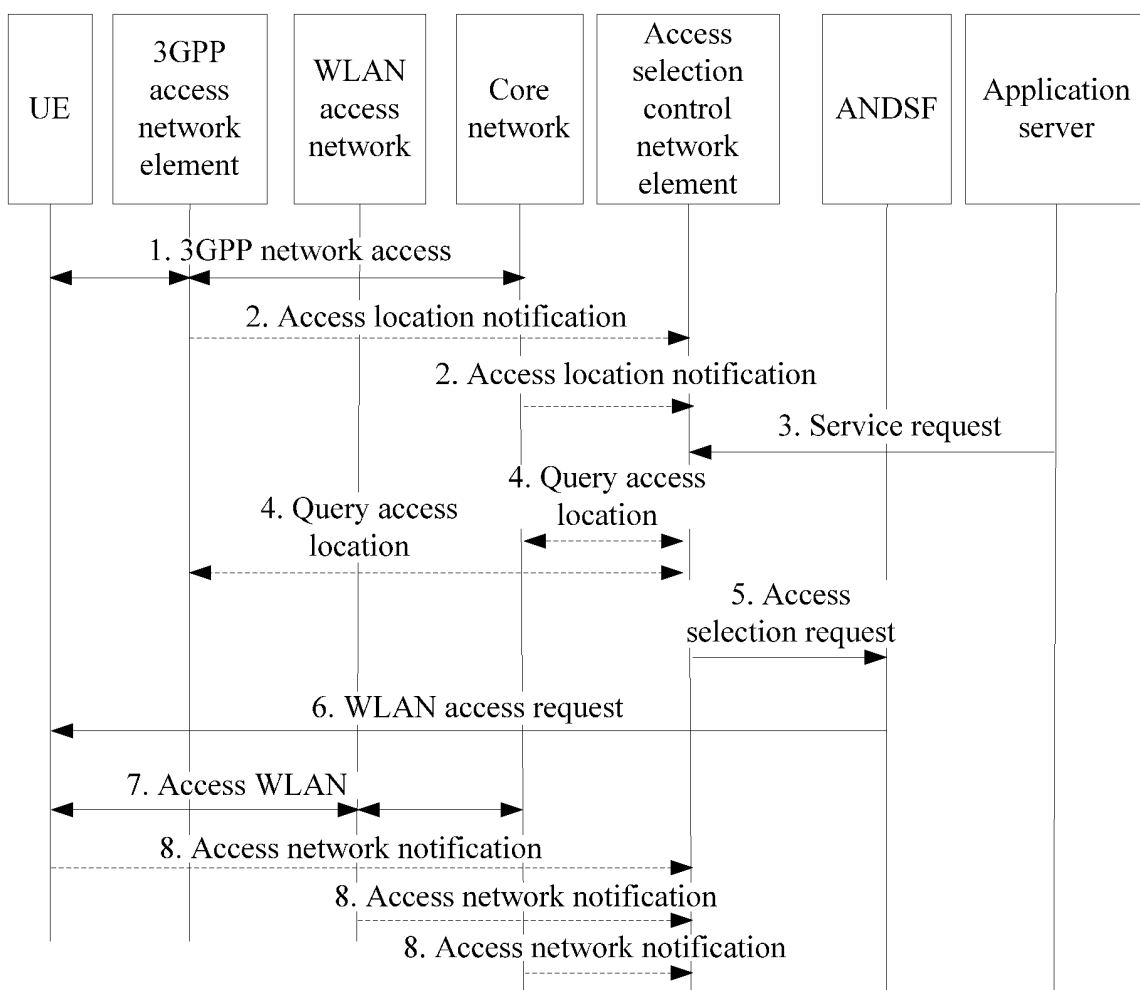 UE
3GPP
access
network
element
WLAN
access
network
Core
network
Access
selection
control
network
element
ANDSF
Application
server
1. 3GPP network access
2. Access location notification
2. Access location notification
3. Service request
4. Query access
location
4. Query access
location
5. Access
selection request
6. WLAN access request
7. Access WLAN
8. Access network notification
8. Access network notification
8. Access network notification